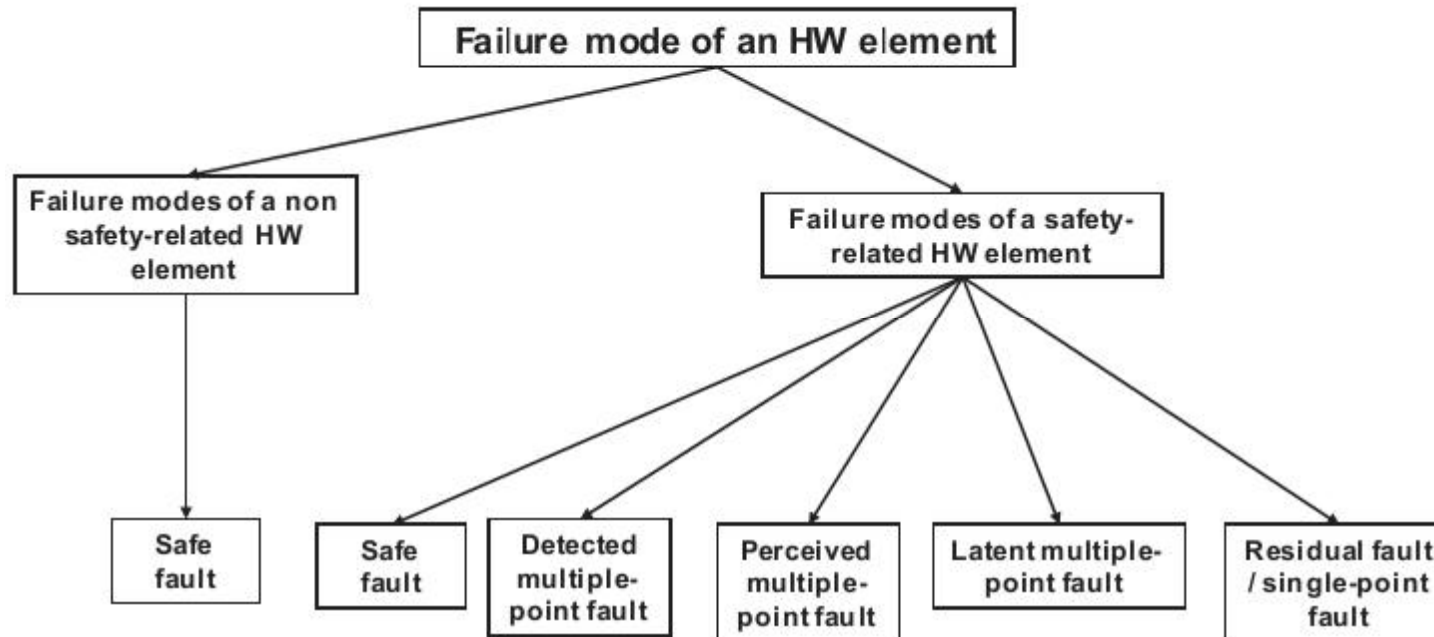 Failure mode of an HW element
Failure modes of a non
safety-related HW
element
Failure modes of a safety-
related HW element
Safe
fault
Safe
fault
Detected
multiple-
point fault
Perceived
multiple-
point fault
Latent multiple-
point fault
Residual fault
/ single-point
fault